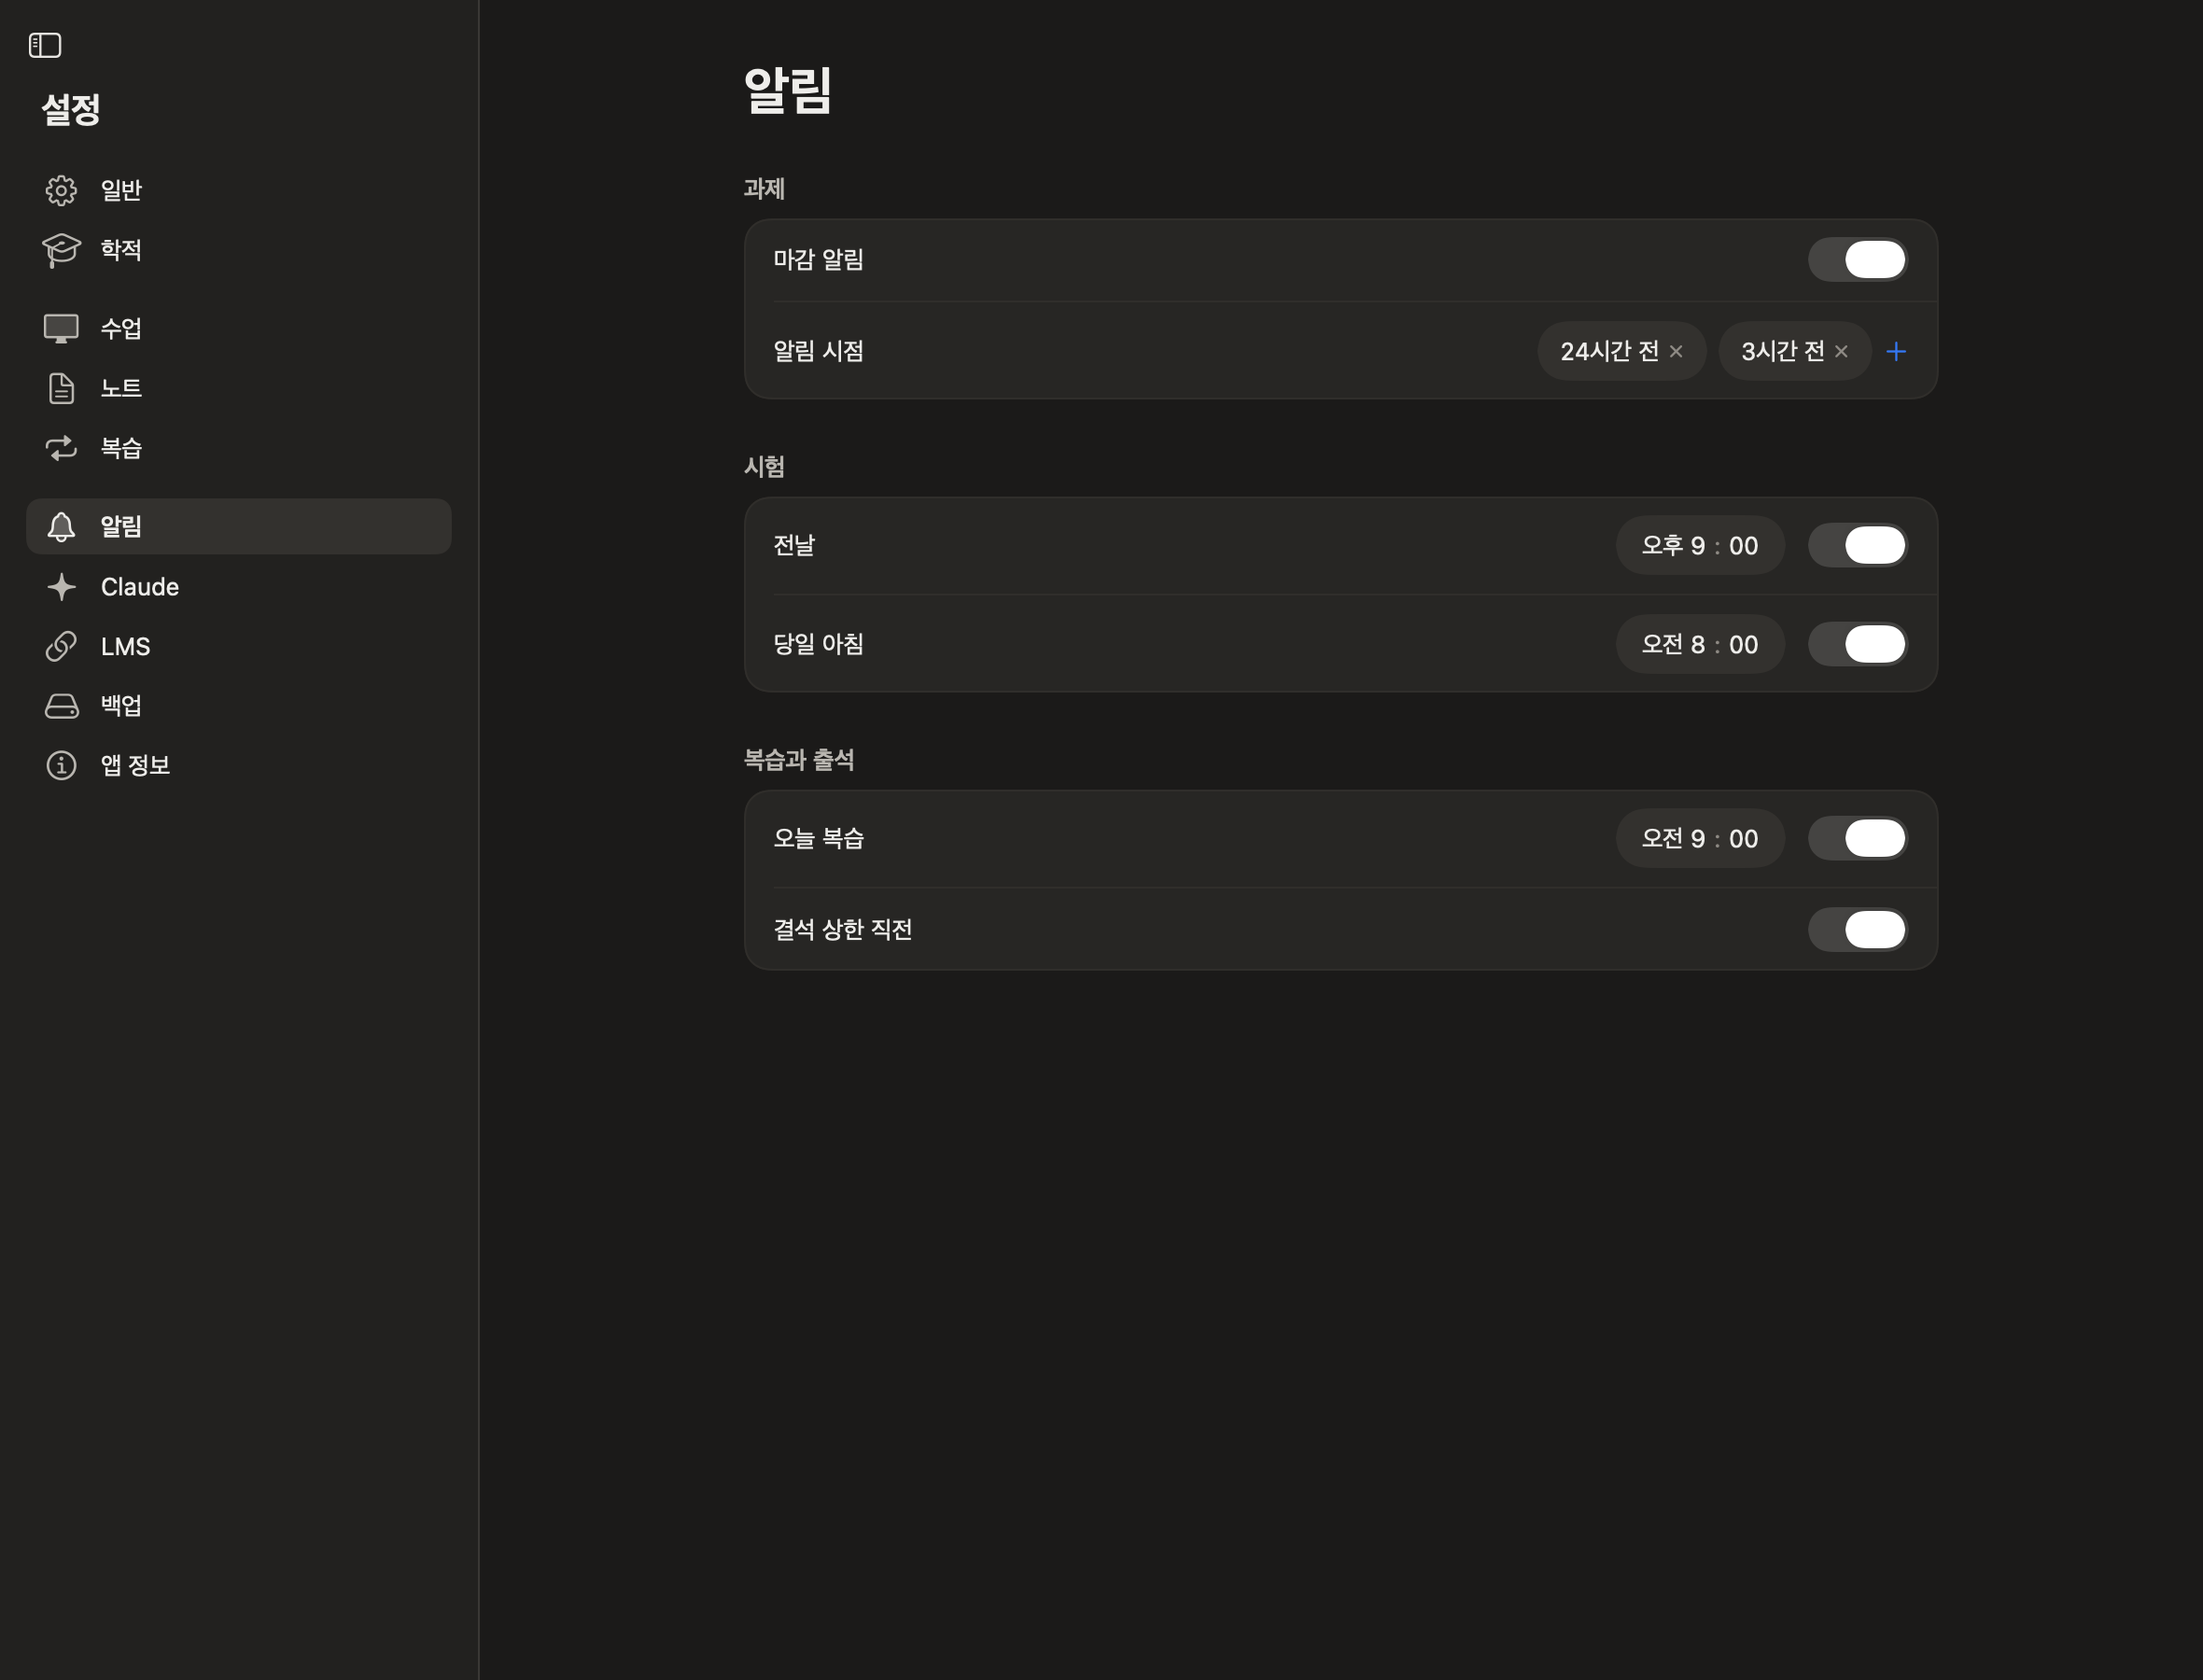 설정
일반
학적
수업
노트
복습
알림
Claude
LMS
백업
앱 정보
알림
과제
마감 알림
알림 시점 24시간 전 × 3시간 전 × +
시험
전날 오후 9 : 00
당일 아침 오전 8 : 00
복습과 출석
오늘 복습 오전 9 : 00
결석 상한 직전